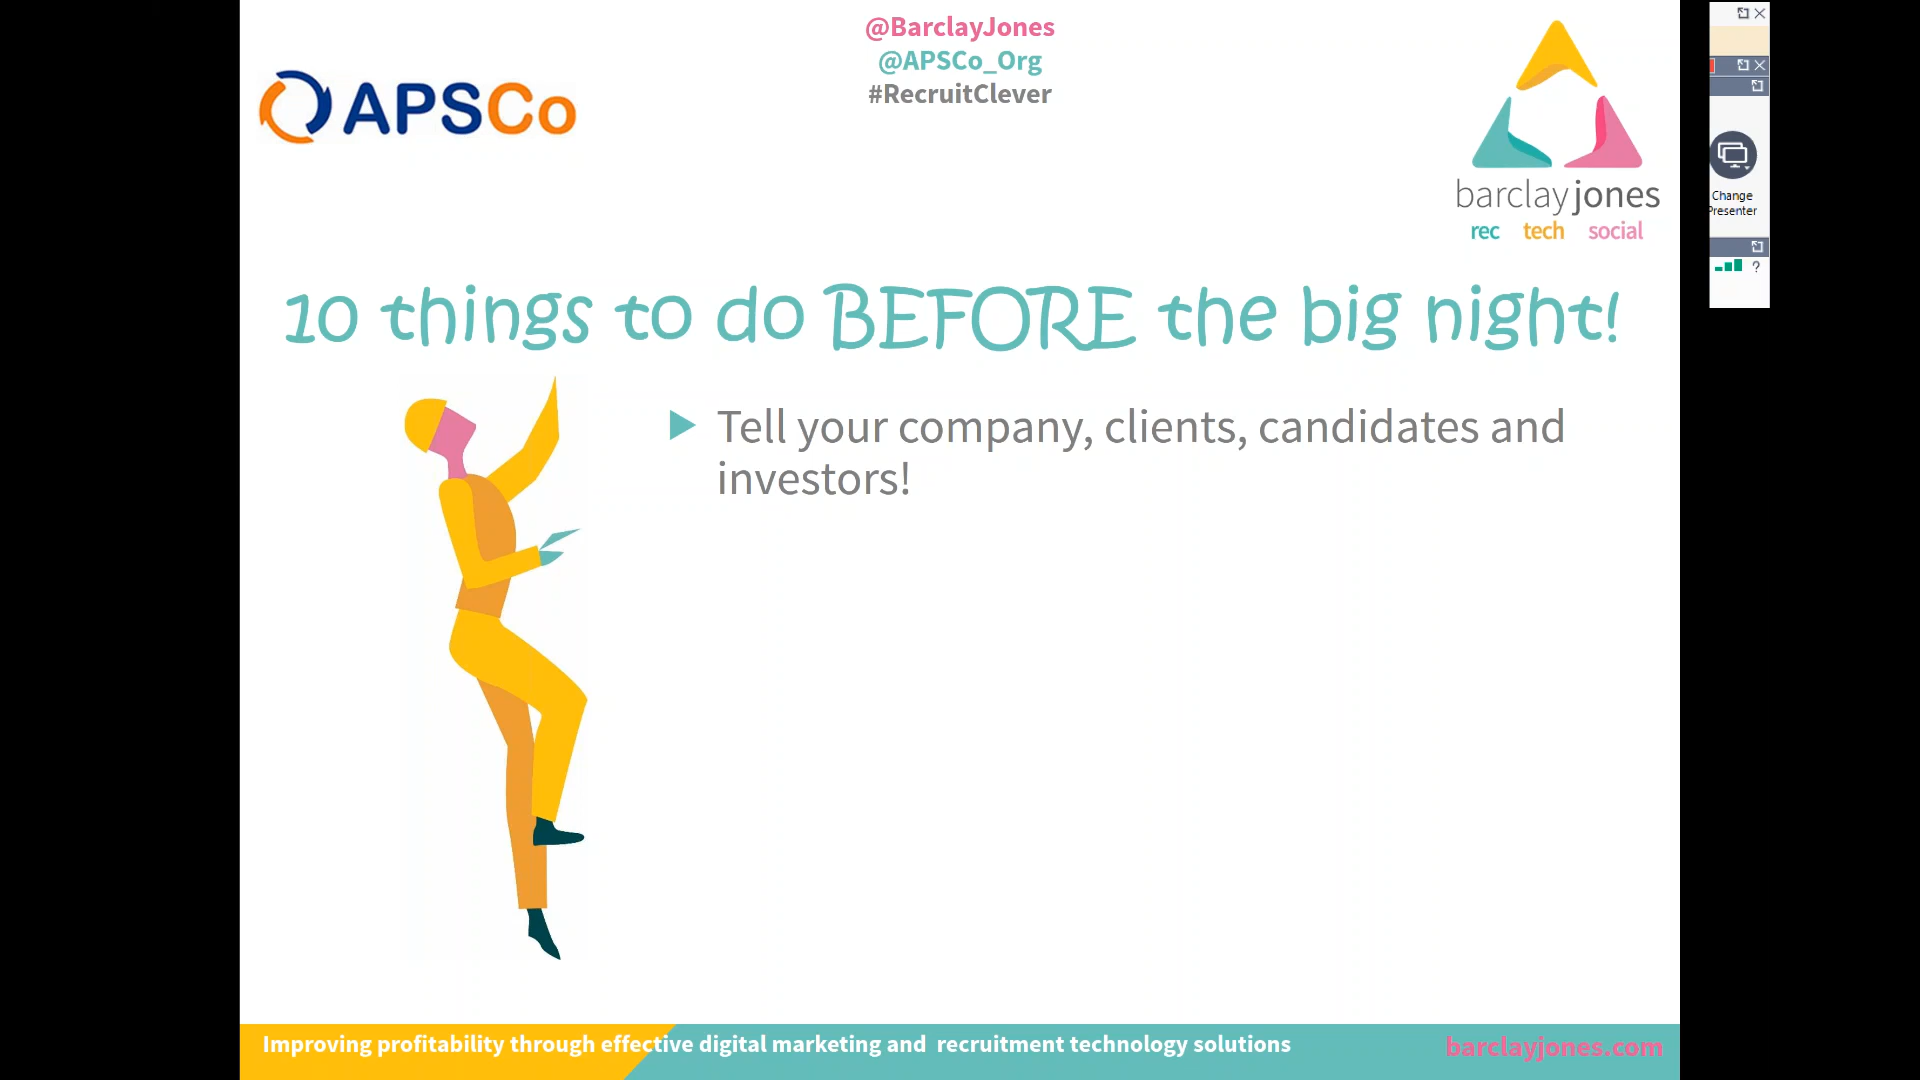 @BarclayJones
@APSCo_Org
#RecruitClever
APSCo
barclayjones
rec tech social
Change
Presenter
?
10 things to do BEFORE the big night!
Tell your company, clients, candidates and
investors!
Improving profitability through effective digital marketing and recruitment technology solutions
barclayjones.com